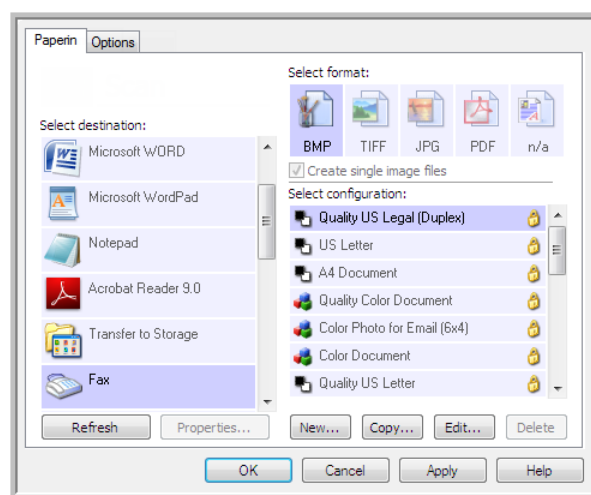 Paperin Options
Select format:
BMP TIFF JPG PDF n/a
Create single image files
Select destination:
Microsoft WORD
Microsoft WordPad
Notepad
Acrobat Reader 9.0
Transfer to Storage
Fax
Select configuration:
Quality US Legal (Duplex)
US Letter
A4 Document
Quality Color Document
Color Photo for Email (6x4)
Color Document
Quality US Letter
Refresh Properties... New... Copy... Edit... Delete
OK Cancel Apply Help